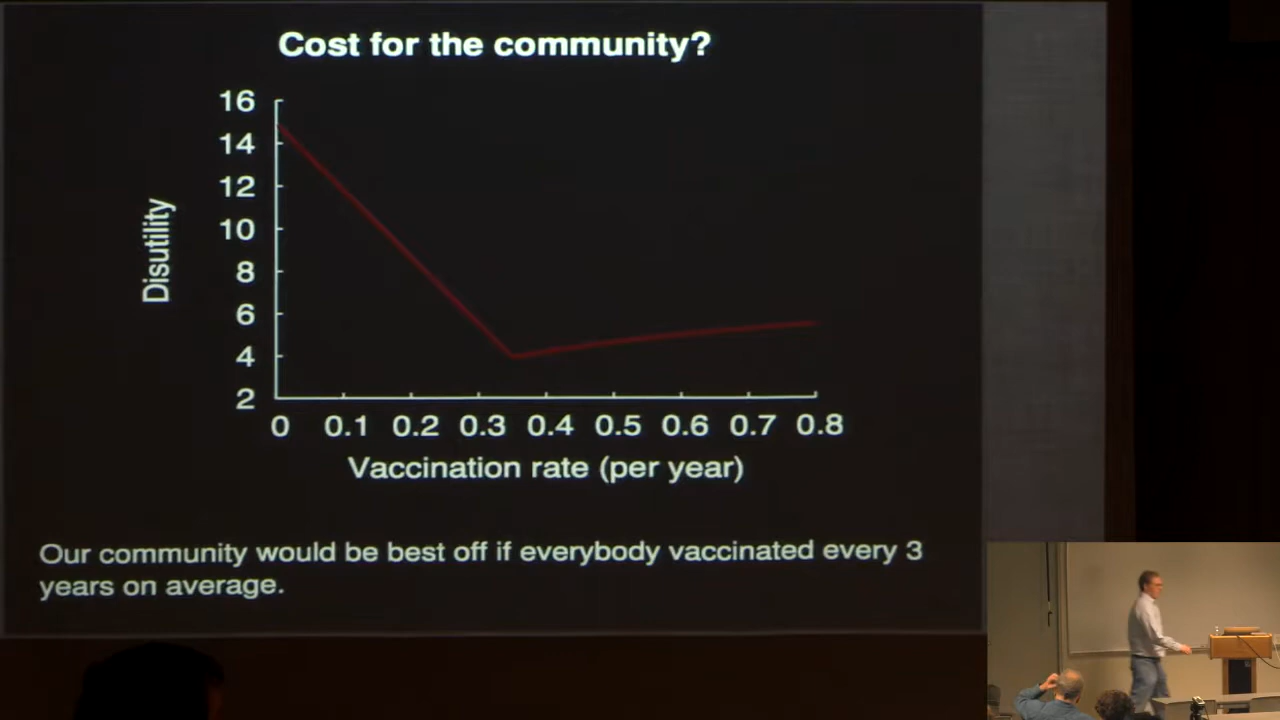 Cost for the community?
16
14
12
10
8
6
4
2
Disutility
0 0.1 0.2 0.3 0.4 0.5 0.6 0.7 0.8
Vaccination rate (per year)
Our community would be best off if everybody vaccinated every 3
years on average.